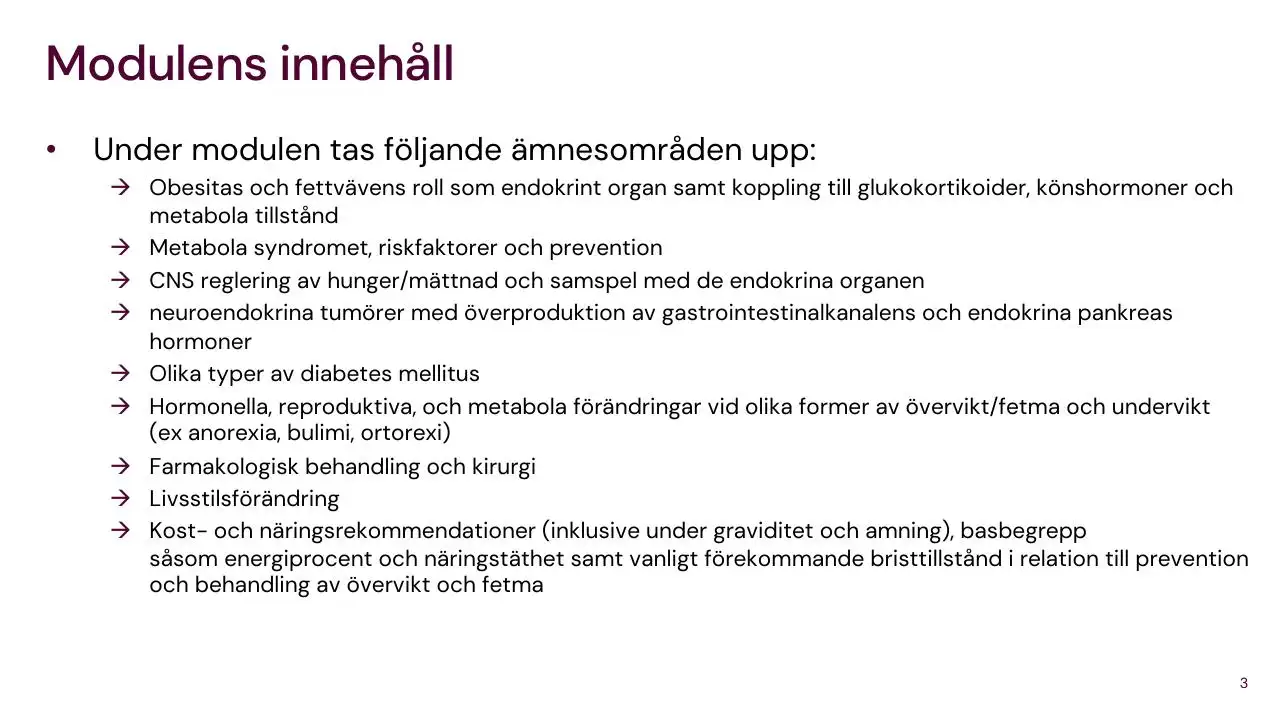 Modulens innehåll
• Under modulen tas följande ämnesområden upp:
→ Obesitas och fettvävens roll som endokrint organ samt koppling till glukokortikoider, könshormoner och
metabola tillstånd
→ Metabola syndromet, riskfaktorer och prevention
→ CNS reglering av hunger/mättnad och samspel med de endokrina organen
→ neuroendokrina tumörer med överproduktion av gastrointestinalkanalens och endokrina pankreas
hormoner
→ Olika typer av diabetes mellitus
→ Hormonella, reproduktiva, och metabola förändringar vid olika former av övervikt/fetma och undervikt
(ex anorexia, bulimi, ortorexi)
→ Farmakologisk behandling och kirurgi
→ Livsstilsförändring
→ Kost- och näringsrekommendationer (inklusive under graviditet och amning), basbegrepp
såsom energiprocent och näringstäthet samt vanligt förekommande bristtillstånd i relation till prevention
och behandling av övervikt och fetma
3